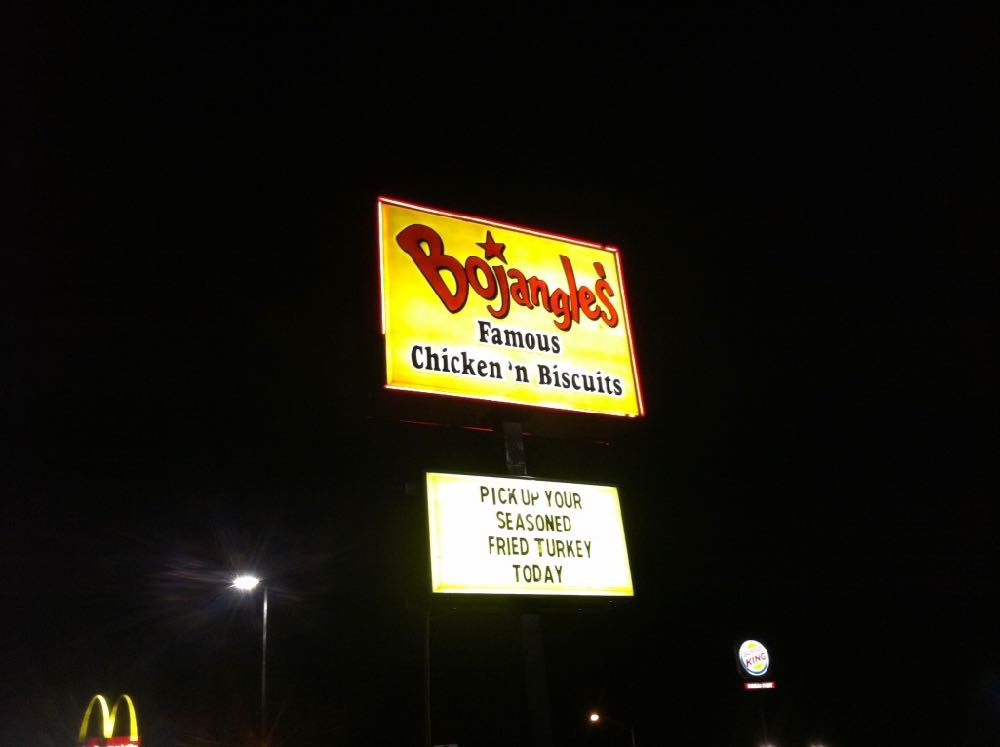 Bojangles'
Famous
Chicken 'n Biscuits
PICK UP YOUR
SEASONED
FRIED TURKEY
TODAY
KING